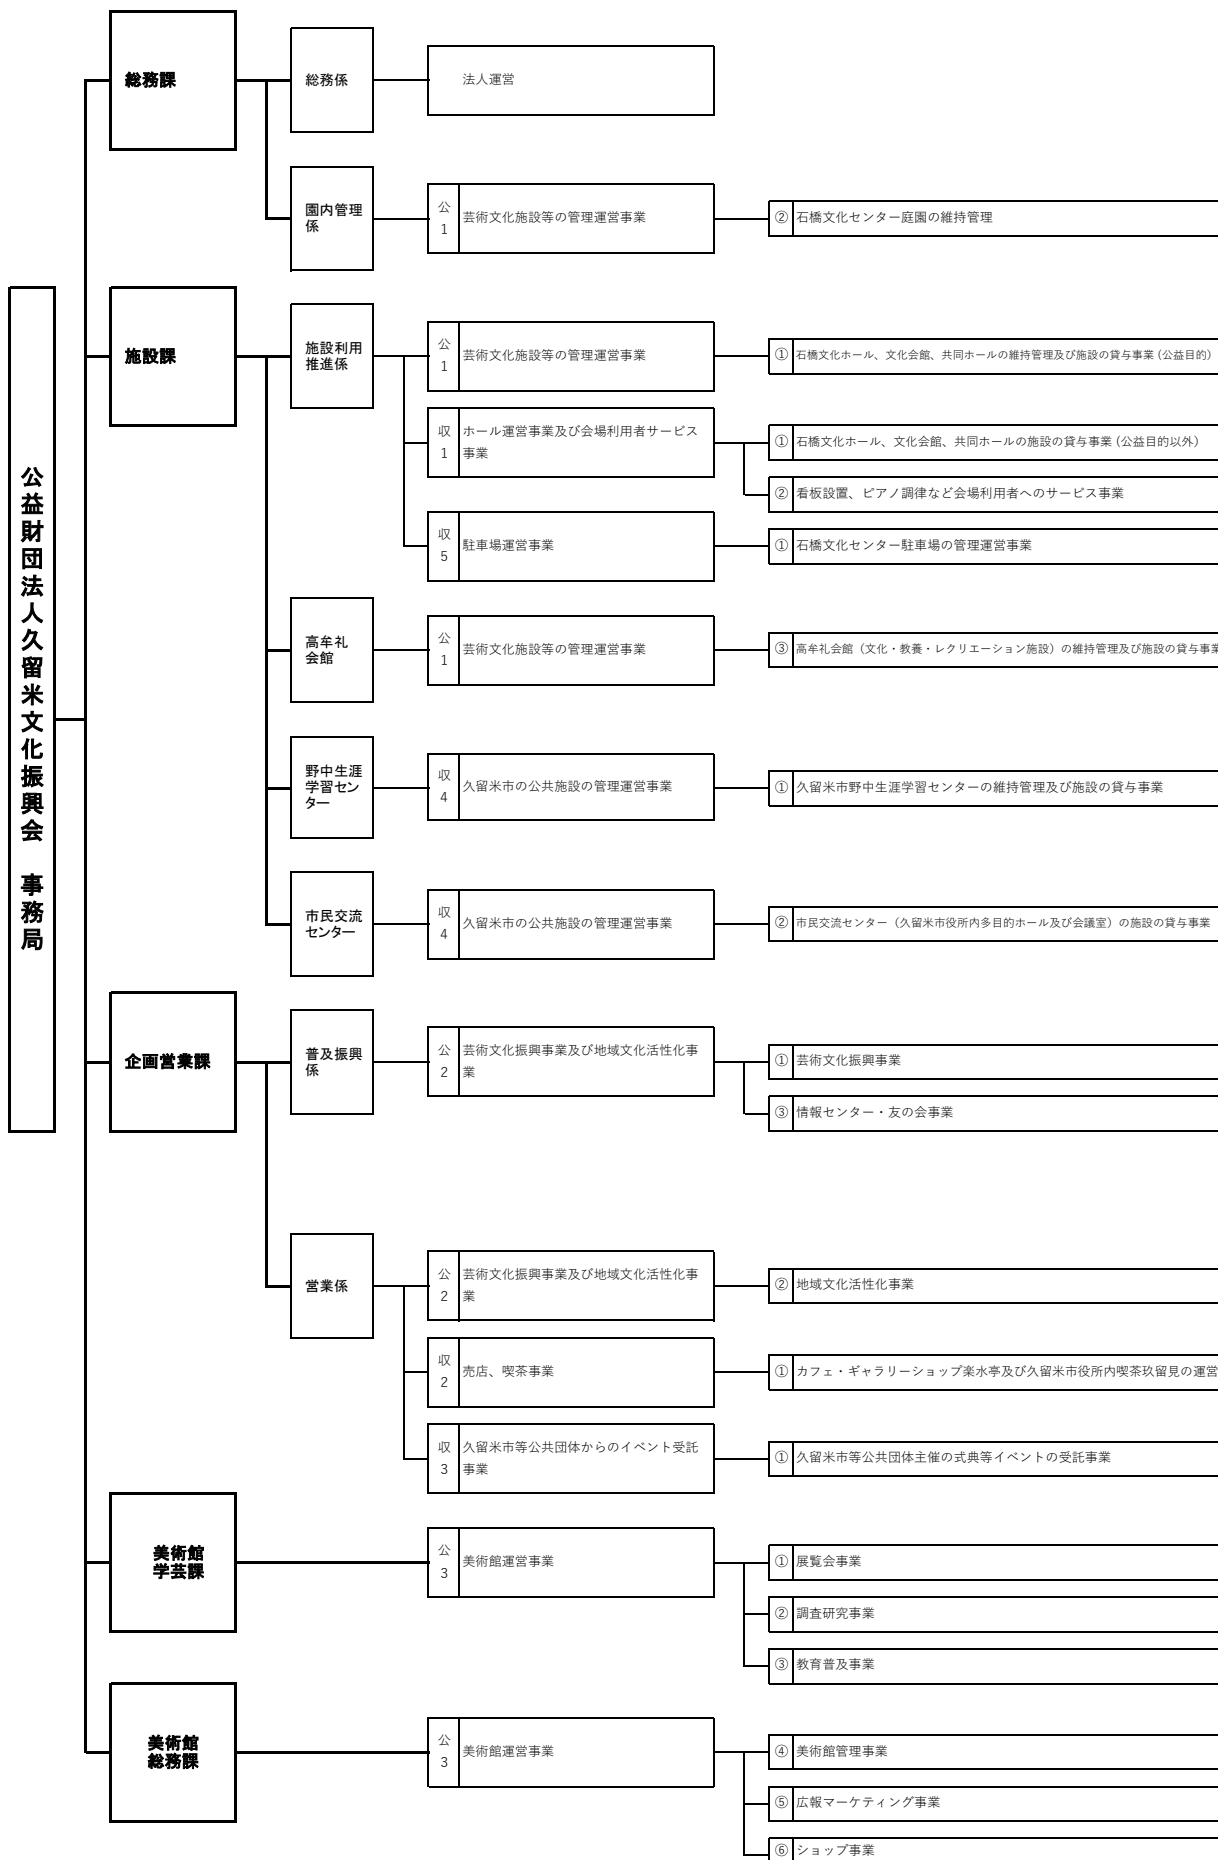 公益財団法人久留米文化振興会　事務局
総務課
総務係
法人運営
園内管理
係
公
1
芸術文化施設等の管理運営事業
② 石橋文化センター庭園の維持管理
施設課
施設利用
推進係
公
1
芸術文化施設等の管理運営事業
① 石橋文化ホール、文化会館、共同ホールの維持管理及び施設の貸与事業(公益目的)
収
1
ホール運営事業及び会場利用者サービス
事業
① 石橋文化ホール、文化会館、共同ホールの施設の貸与事業(公益目的以外)
② 看板設置、ピアノ調律など会場利用者へのサービス事業
収
5
駐車場運営事業
① 石橋文化センター駐車場の管理運営事業
高牟礼
会館
公
1
芸術文化施設等の管理運営事業
③ 高牟礼会館（文化・教養・レクリエーション施設）の維持管理及び施設の貸与事業
野中生涯
学習セン
ター
収
4
久留米市の公共施設の管理運営事業
① 久留米市野中生涯学習センターの維持管理及び施設の貸与事業
市民交流
センター
収
4
久留米市の公共施設の管理運営事業
② 市民交流センター（久留米市役所内多目的ホール及び会議室）の施設の貸与事業
企画営業課
普及振興
係
公
2
芸術文化振興事業及び地域文化活性化事
業
① 芸術文化振興事業
③ 情報センター・友の会事業
営業係
公
2
芸術文化振興事業及び地域文化活性化事
業
② 地域文化活性化事業
収
2
売店、喫茶事業
① カフェ・ギャラリーショップ楽水亭及び久留米市役所内喫茶玖留見の運営
収
3
久留米市等公共団体からのイベント受託
事業
① 久留米市等公共団体主催の式典等イベントの受託事業
美術館
学芸課
公
3
美術館運営事業
① 展覧会事業
② 調査研究事業
③ 教育普及事業
美術館
総務課
公
3
美術館運営事業
④ 美術館管理事業
⑤ 広報マーケティング事業
⑥ ショップ事業